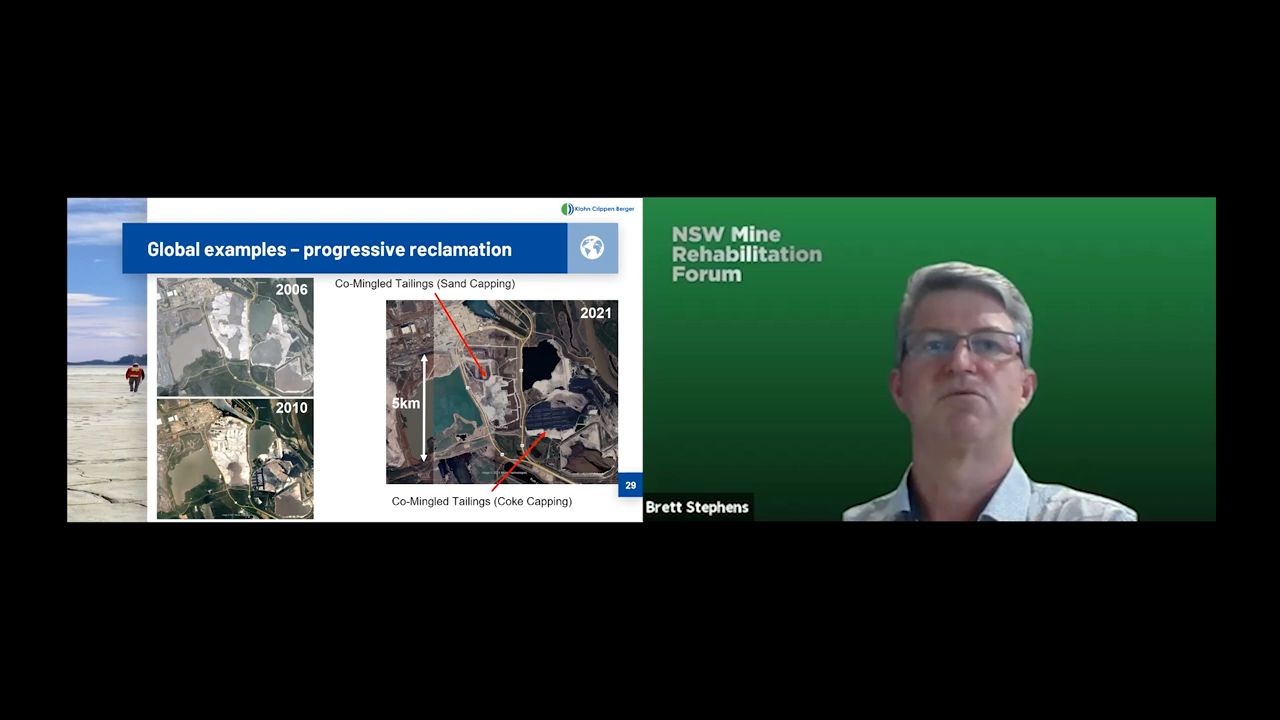 Klohn Crippen Berger
Global examples – progressive reclamation
2006
Co-Mingled Tailings (Sand Capping)
2021
5km
2010
Co-Mingled Tailings (Coke Capping)
29
NSW Mine
Rehabilitation
Forum
Brett Stephens